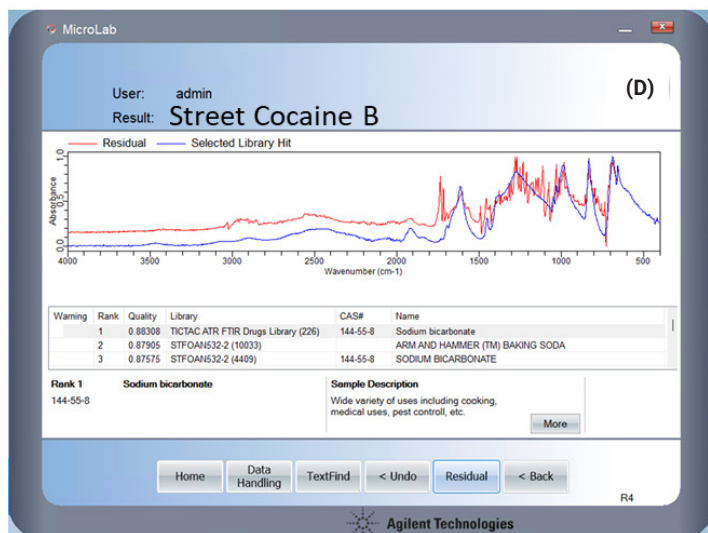 MicroLab
User: admin (D)
Result: Street Cocaine B
Residual Selected Library Hit
1.0
0.5
0.0
Absorbance
4000 3500 3000 2500 2000 1500 1000 500
Wavenumber (cm-1)
Warning Rank Quality Library CAS# Name
1 0.88308 TICTAC ATR FTIR Drugs Library (226) 144-55-8 Sodium bicarbonate
2 0.87905 STFOAN532-2 (10033) ARM AND HAMMER (TM) BAKING SODA
3 0.87575 STFOAN532-2 (4409) 144-55-8 SODIUM BICARBONATE
Rank 1 Sodium bicarbonate Sample Description
144-55-8 Wide variety of uses including cooking,
medical uses, pest controll, etc.
More
Home Data Handling TextFind < Undo Residual < Back
R4
Agilent Technologies